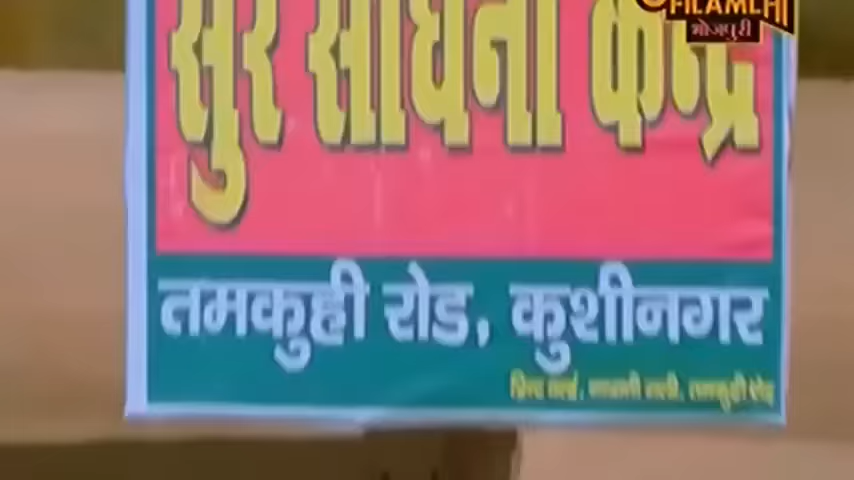 FILAMCHI
भोजपुरी
सुर साधना केन्द्र
तमकुही रोड, कुशीनगर